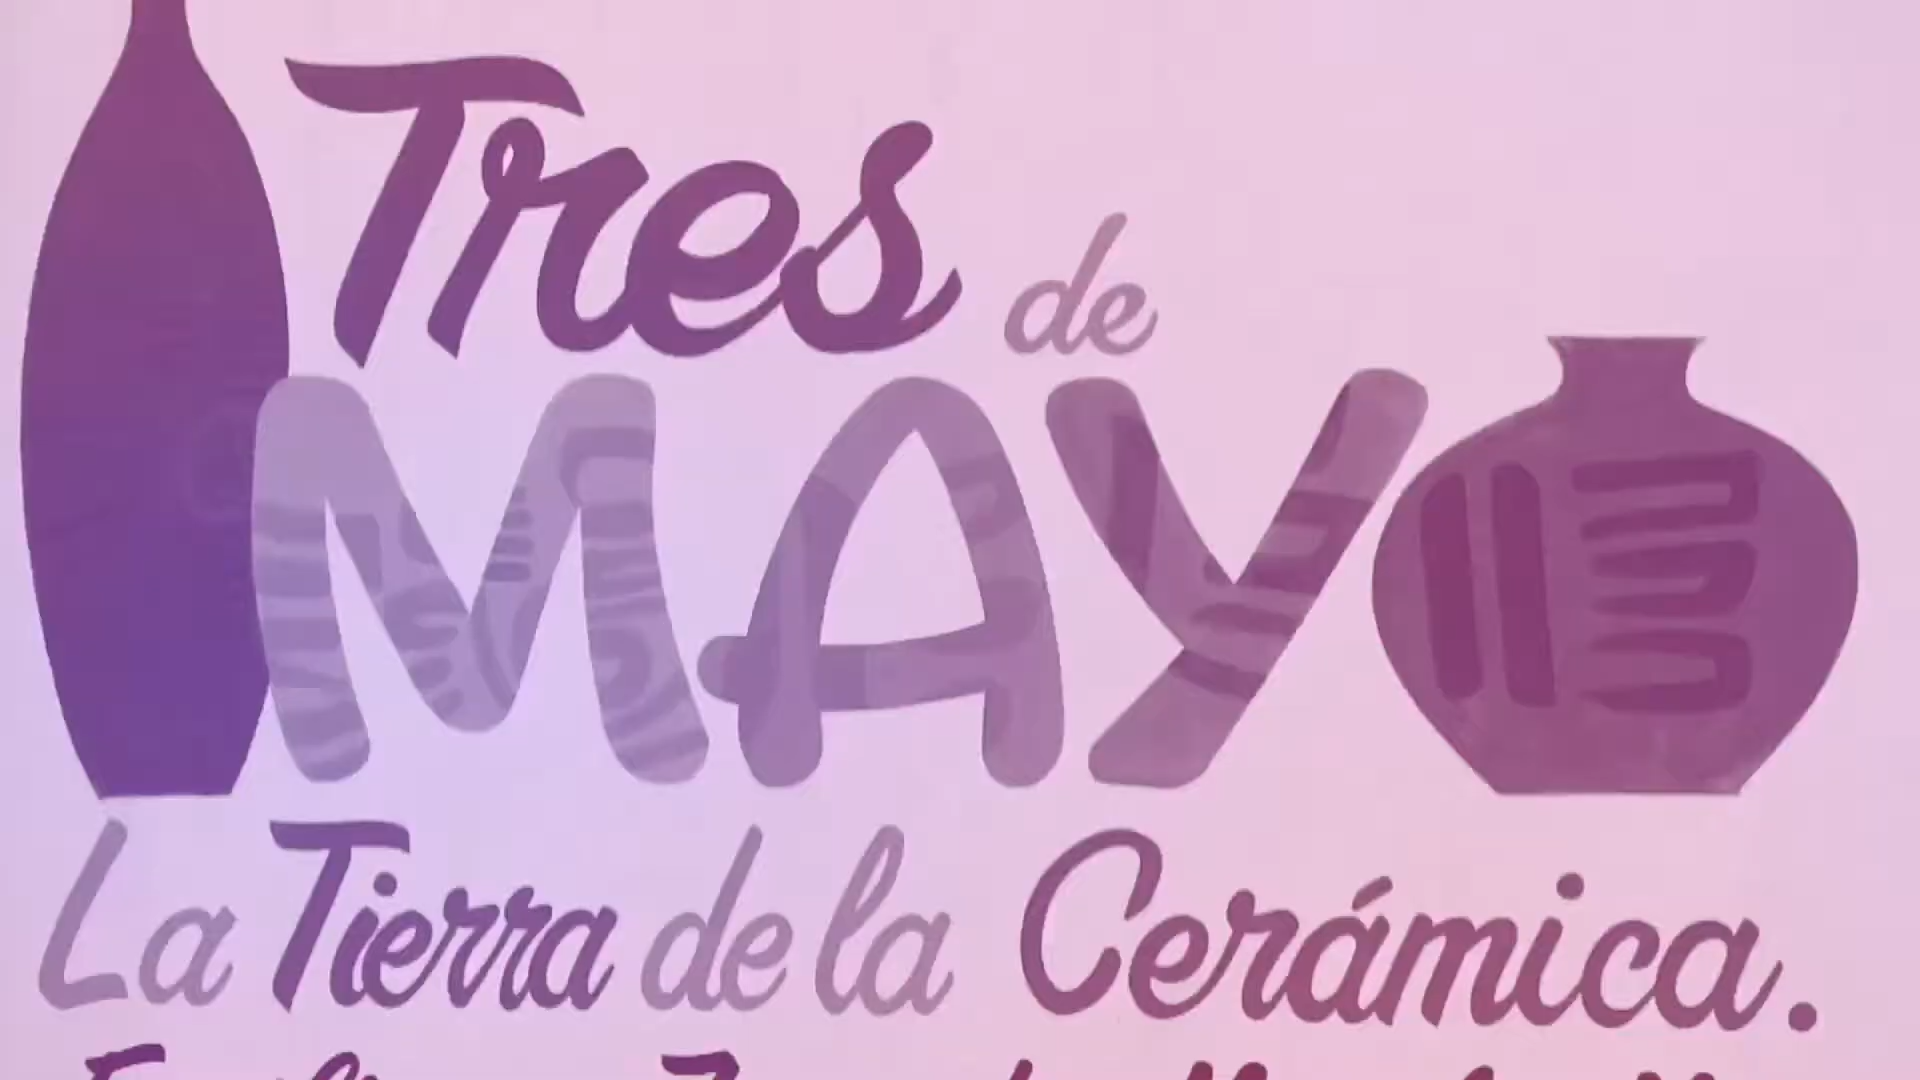 Tres de
MAYO
La Tierra de la Cerámica.